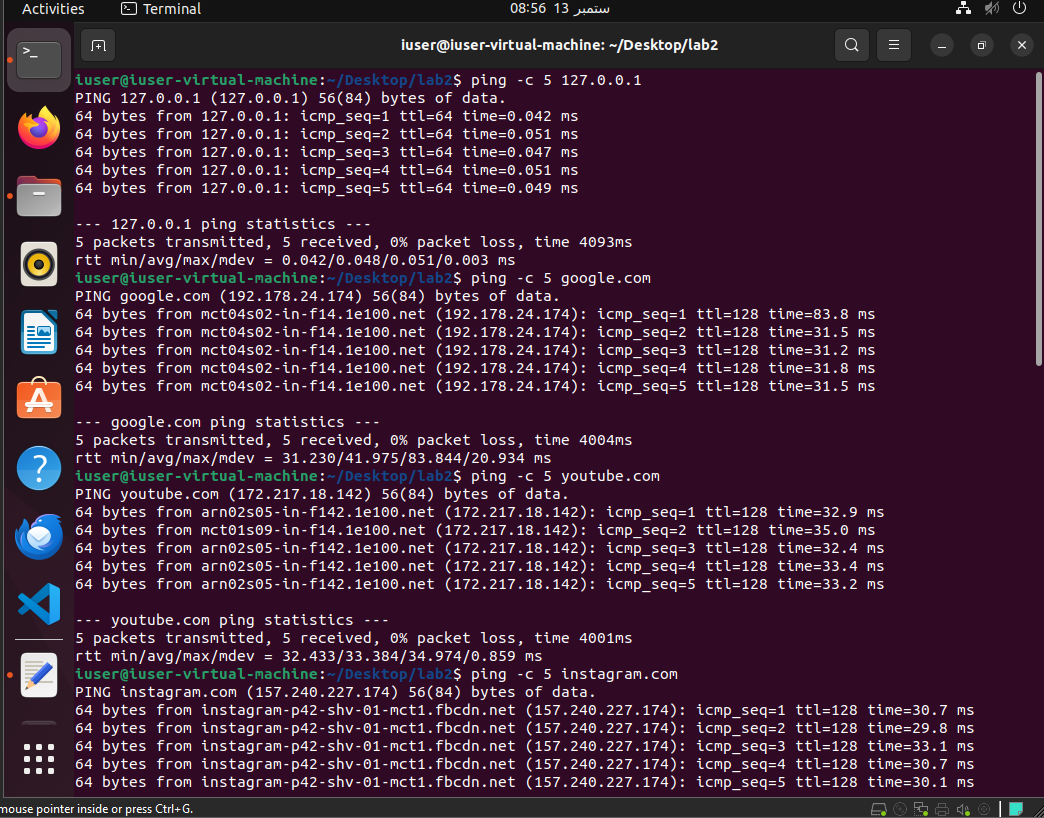 Activities
Terminal
08:56 13 سبتمبر
iuser@iuser-virtual-machine: ~/Desktop/lab2
iuser@iuser-virtual-machine:~/Desktop/lab2$ ping -c 5 127.0.0.1
PING 127.0.0.1 (127.0.0.1) 56(84) bytes of data.
64 bytes from 127.0.0.1: icmp_seq=1 ttl=64 time=0.042 ms
64 bytes from 127.0.0.1: icmp_seq=2 ttl=64 time=0.051 ms
64 bytes from 127.0.0.1: icmp_seq=3 ttl=64 time=0.047 ms
64 bytes from 127.0.0.1: icmp_seq=4 ttl=64 time=0.051 ms
64 bytes from 127.0.0.1: icmp_seq=5 ttl=64 time=0.049 ms
--- 127.0.0.1 ping statistics ---
5 packets transmitted, 5 received, 0% packet loss, time 4093ms
rtt min/avg/max/mdev = 0.042/0.048/0.051/0.003 ms
iuser@iuser-virtual-machine:~/Desktop/lab2$ ping -c 5 google.com
PING google.com (192.178.24.174) 56(84) bytes of data.
64 bytes from mct04s02-in-f14.1e100.net (192.178.24.174): icmp_seq=1 ttl=128 time=83.8 ms
64 bytes from mct04s02-in-f14.1e100.net (192.178.24.174): icmp_seq=2 ttl=128 time=31.5 ms
64 bytes from mct04s02-in-f14.1e100.net (192.178.24.174): icmp_seq=3 ttl=128 time=31.2 ms
64 bytes from mct04s02-in-f14.1e100.net (192.178.24.174): icmp_seq=4 ttl=128 time=31.8 ms
64 bytes from mct04s02-in-f14.1e100.net (192.178.24.174): icmp_seq=5 ttl=128 time=31.5 ms
--- google.com ping statistics ---
5 packets transmitted, 5 received, 0% packet loss, time 4004ms
rtt min/avg/max/mdev = 31.230/41.975/83.844/20.934 ms
iuser@iuser-virtual-machine:~/Desktop/lab2$ ping -c 5 youtube.com
PING youtube.com (172.217.18.142) 56(84) bytes of data.
64 bytes from arn02s05-in-f142.1e100.net (172.217.18.142): icmp_seq=1 ttl=128 time=32.9 ms
64 bytes from mct01s09-in-f14.1e100.net (172.217.18.142): icmp_seq=2 ttl=128 time=35.0 ms
64 bytes from arn02s05-in-f142.1e100.net (172.217.18.142): icmp_seq=3 ttl=128 time=32.4 ms
64 bytes from arn02s05-in-f142.1e100.net (172.217.18.142): icmp_seq=4 ttl=128 time=33.4 ms
64 bytes from arn02s05-in-f142.1e100.net (172.217.18.142): icmp_seq=5 ttl=128 time=33.2 ms
--- youtube.com ping statistics ---
5 packets transmitted, 5 received, 0% packet loss, time 4001ms
rtt min/avg/max/mdev = 32.433/33.384/34.974/0.859 ms
iuser@iuser-virtual-machine:~/Desktop/lab2$ ping -c 5 instagram.com
PING instagram.com (157.240.227.174) 56(84) bytes of data.
64 bytes from instagram-p42-shv-01-mct1.fbcdn.net (157.240.227.174): icmp_seq=1 ttl=128 time=30.7 ms
64 bytes from instagram-p42-shv-01-mct1.fbcdn.net (157.240.227.174): icmp_seq=2 ttl=128 time=29.8 ms
64 bytes from instagram-p42-shv-01-mct1.fbcdn.net (157.240.227.174): icmp_seq=3 ttl=128 time=33.1 ms
64 bytes from instagram-p42-shv-01-mct1.fbcdn.net (157.240.227.174): icmp_seq=4 ttl=128 time=30.7 ms
64 bytes from instagram-p42-shv-01-mct1.fbcdn.net (157.240.227.174): icmp_seq=5 ttl=128 time=30.1 ms
mouse pointer inside or press Ctrl+G.